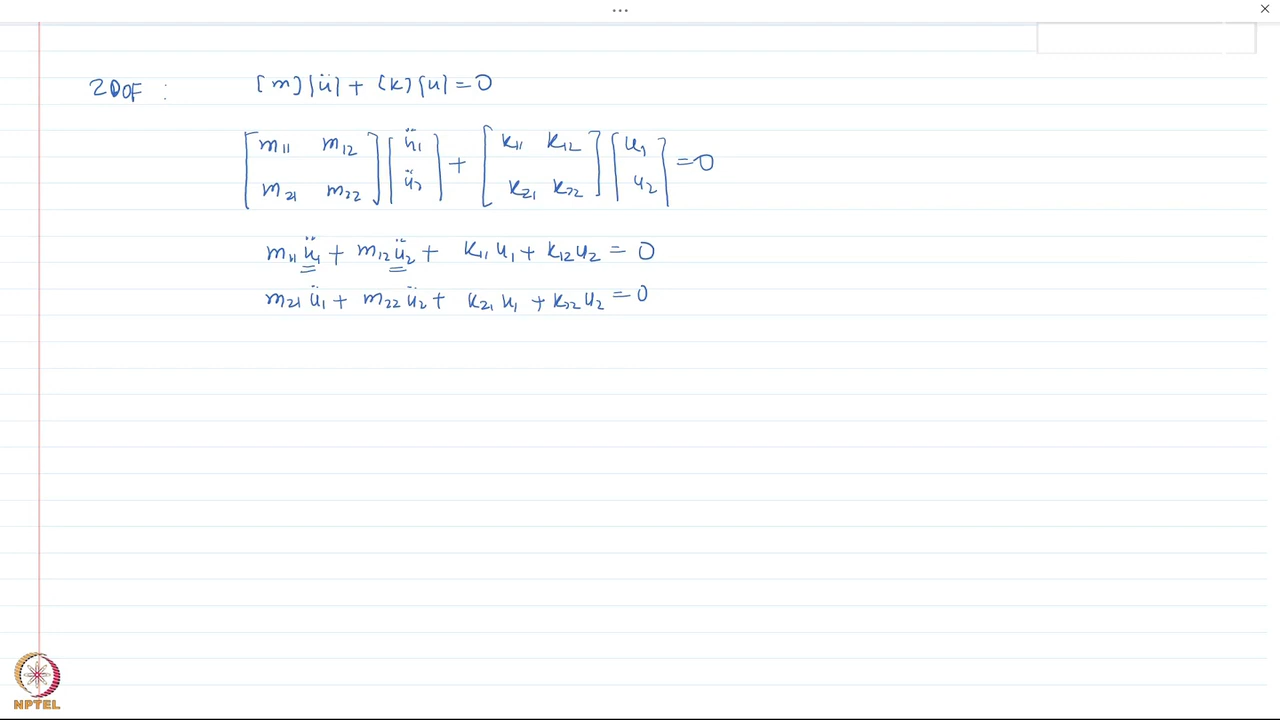 2DOF : [m]{ü} + [k]{u} = 0
[m11 m12 m21 m22] [ü1 ü2] + [k11 k12 k21 k22] [u1 u2] = 0
m11 ü1 + m12 ü2 + k11 u1 + k12 u2 = 0
m21 ü1 + m22 ü2 + k21 u1 + k22 u2 = 0
NPTEL